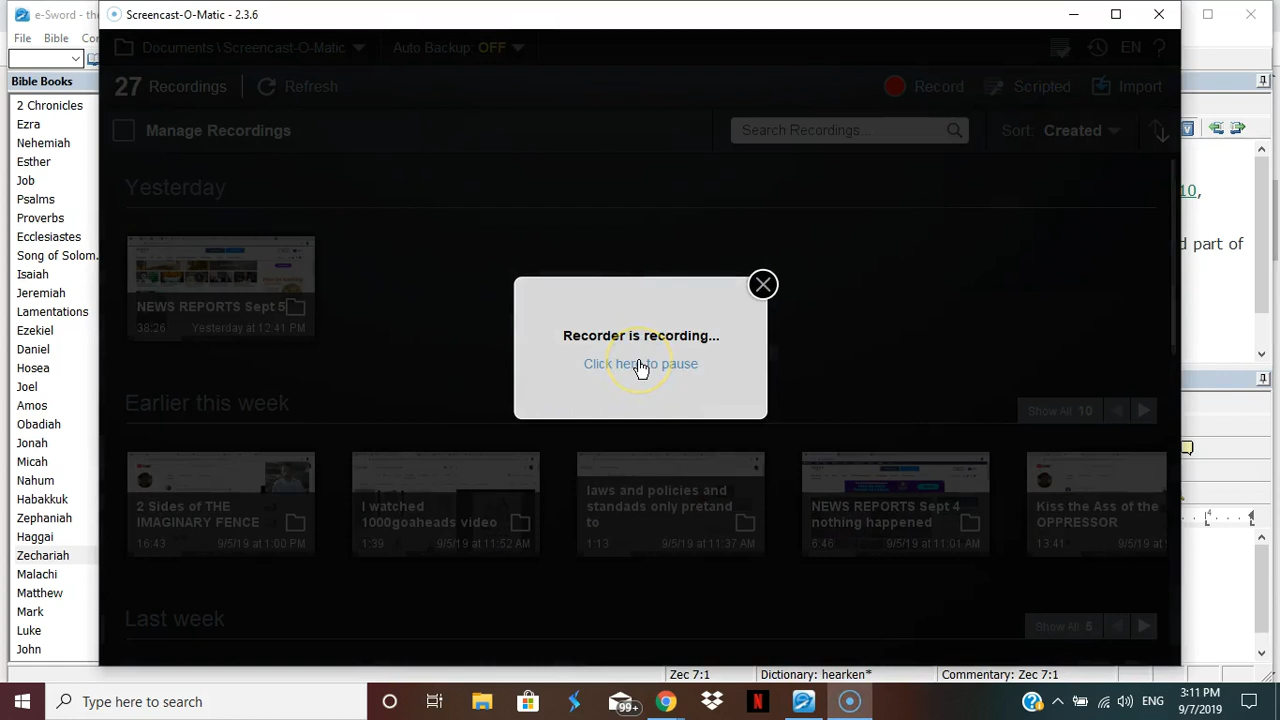 e-Sword - the
Screencast-O-Matic - 2.3.6
File Bible
Documents \ Screencast-O-Matic
Auto Backup: OFF
EN ?
27 Recordings
Refresh
Record
Scripted
Import
Bible Books
Manage Recordings
Search Recordings...
Sort: Created
2 Chronicles
Ezra
Nehemiah
Esther
Job
Psalms
Proverbs
Ecclesiastes
Song of Solom.
Isaiah
Jeremiah
Lamentations
Ezekiel
Daniel
Hosea
Joel
Amos
Obadiah
Jonah
Micah
Nahum
Habakkuk
Zephaniah
Haggai
Zechariah
Malachi
Matthew
Mark
Luke
John
Yesterday
NEWS REPORTS Sept 5
38:26 Yesterday at 12:41 PM
Recorder is recording...
Click here to pause
10,
d part of
Earlier this week
Show All 10
2 Sides of THE
IMAGINARY FENCE
16:43 9/5/19 at 1:00 PM
I watched
1000goaheads video
1:39 9/5/19 at 11:52 AM
laws and policies and
standads only pretand
to
1:13 9/5/19 at 11:37 AM
NEWS REPORTS Sept 4
nothing happened
6:46 9/5/19 at 11:01 AM
Kiss the Ass of the
OPPRESSOR
13:41 9/5/19 at
4
Last week
Show All 5
Zec 7:1
Dictionary: hearken*
Commentary: Zec 7:1
Type here to search
99+
N
ENG
3:11 PM
9/7/2019